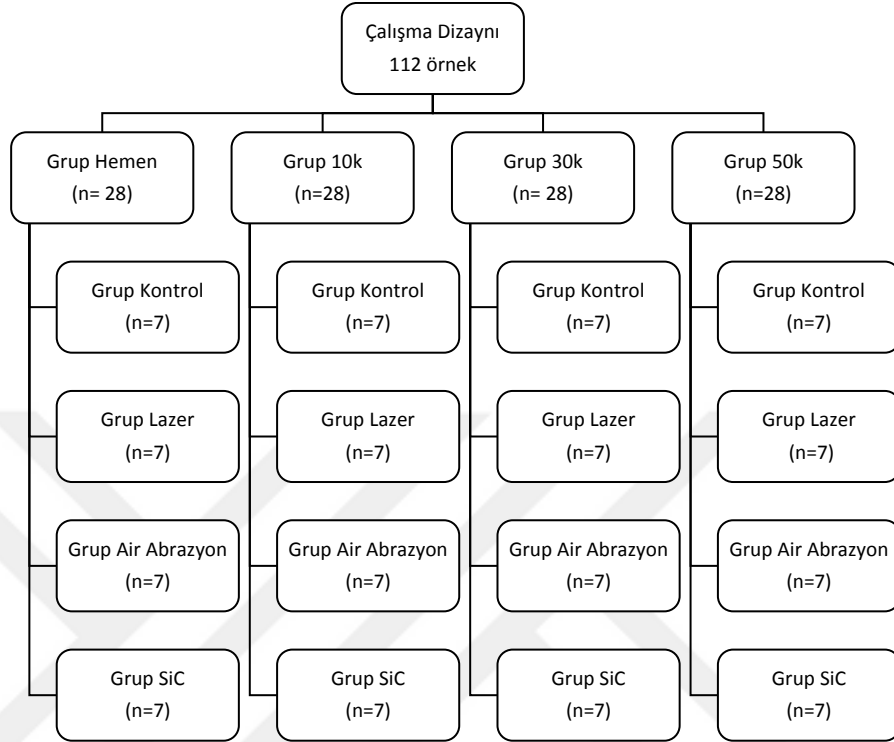 Çalışma Dizaynı
112 örnek
Grup Hemen
(n= 28)
Grup 10k
(n=28)
Grup 30k
(n= 28)
Grup 50k
(n=28)
Grup Kontrol
(n=7)
Grup Kontrol
(n=7)
Grup Kontrol
(n=7)
Grup Kontrol
(n=7)
Grup Lazer
(n=7)
Grup Lazer
(n=7)
Grup Lazer
(n=7)
Grup Lazer
(n=7)
Grup Air Abrazyon
(n=7)
Grup Air Abrazyon
(n=7)
Grup Air Abrazyon
(n=7)
Grup Air Abrazyon
(n=7)
Grup SiC
(n=7)
Grup SiC
(n=7)
Grup SiC
(n=7)
Grup SiC
(n=7)